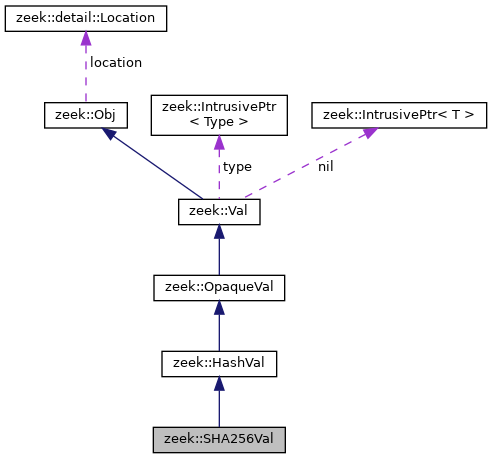 zeek::detail::Location
location
zeek::Obj
zeek::IntrusivePtr
< Type >
zeek::IntrusivePtr< T >
type
nil
zeek::Val
zeek::OpaqueVal
zeek::HashVal
zeek::SHA256Val